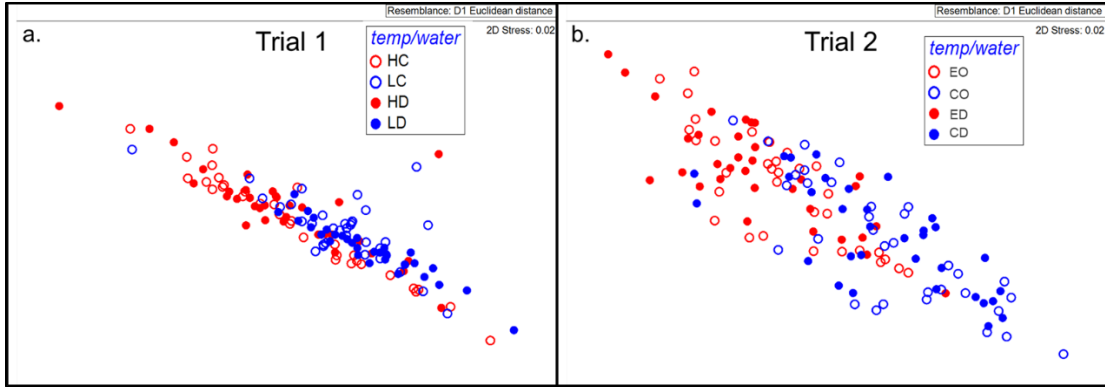 Resemblance: D1 Euclidean distance
a.
Trial 1
2D Stress: 0.02
temp/water
HC
LC
HD
LD
Resemblance: D1 Euclidean distance
b.
Trial 2
2D Stress: 0.02
temp/water
EO
CO
ED
CD